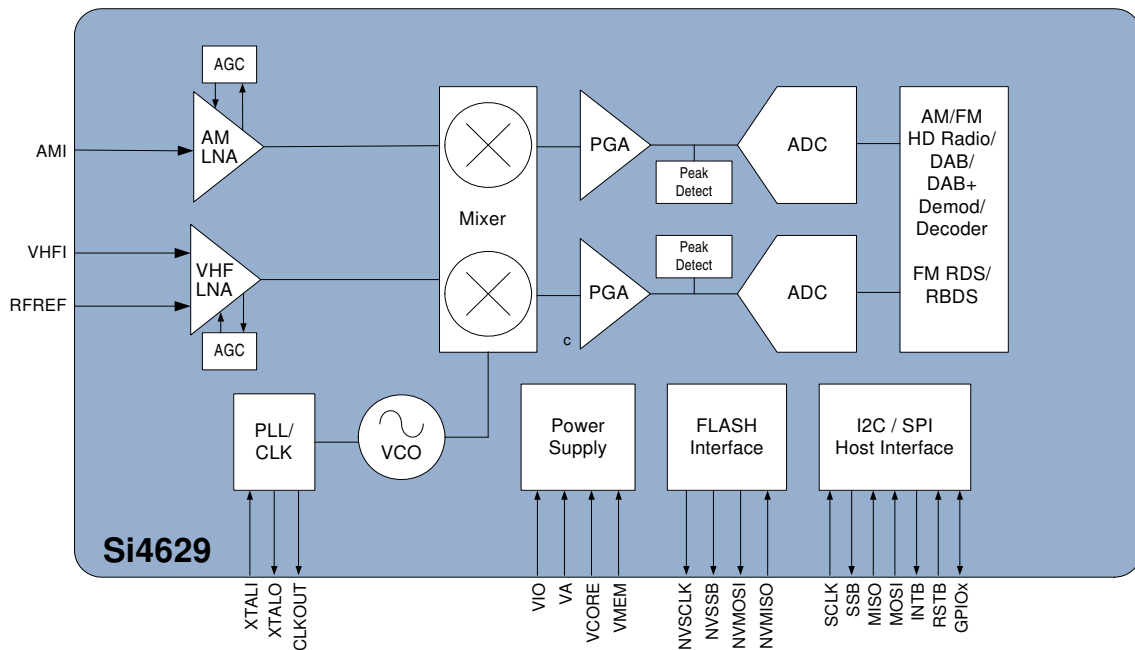 AGC
AM
LNA
AMI
PGA
Peak
Detect
ADC
AM/FM
HD Radio/
DAB/
DAB+
Demod/
Decoder
FM RDS/
RBDS
Mixer
VHFI
RFREF
VHF
LNA
AGC
PGA
c
Peak
Detect
ADC
PLL/
CLK
VCO
Power
Supply
FLASH
Interface
I2C / SPI
Host Interface
Si4629
XTALI
XTALO
CLKOUT
VIO
VA
VCORE
VMEM
NVSCLK
NVSSB
NVMOSI
NVMISO
SCLK
SSB
MISO
MOSI
INTB
RSTB
GPIOx